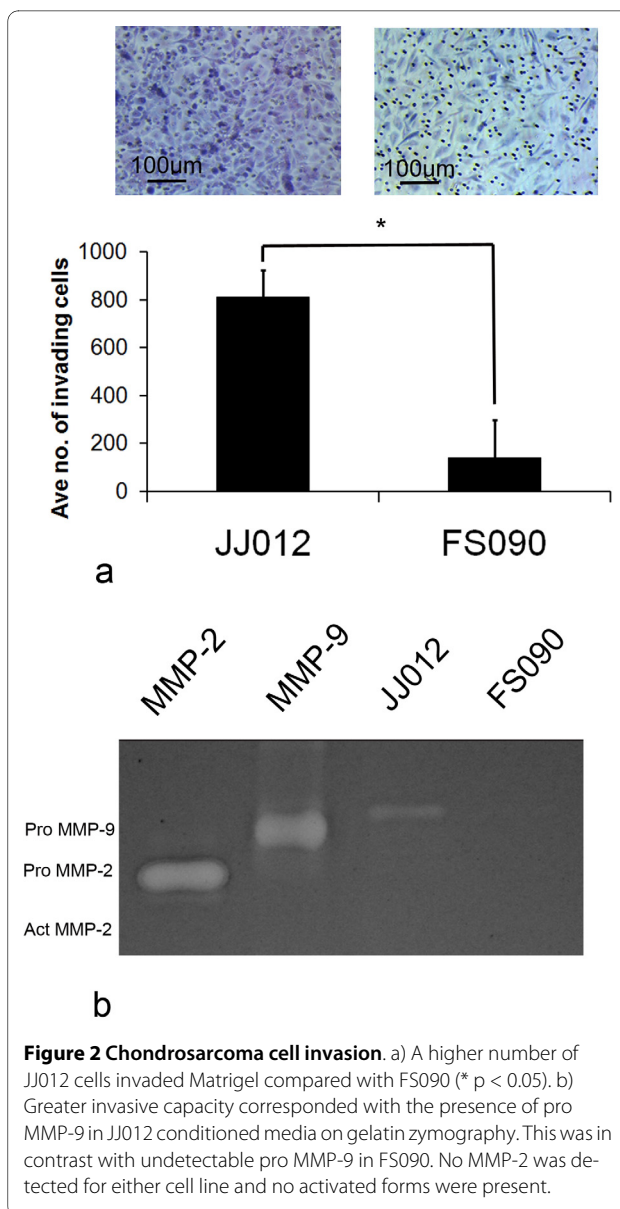 100um
100um
*
1000
800
600
400
200
0
Ave no. of invading cells
JJ012
FS090
a
MMP-2
MMP-9
JJ012
FS090
Pro MMP-9
Pro MMP-2
Act MMP-2
b
Figure 2 Chondrosarcoma cell invasion. a) A higher number of
JJ012 cells invaded Matrigel compared with FS090 (* p < 0.05). b)
Greater invasive capacity corresponded with the presence of pro
MMP-9 in JJ012 conditioned media on gelatin zymography. This was in
contrast with undetectable pro MMP-9 in FS090. No MMP-2 was de-
tected for either cell line and no activated forms were present.